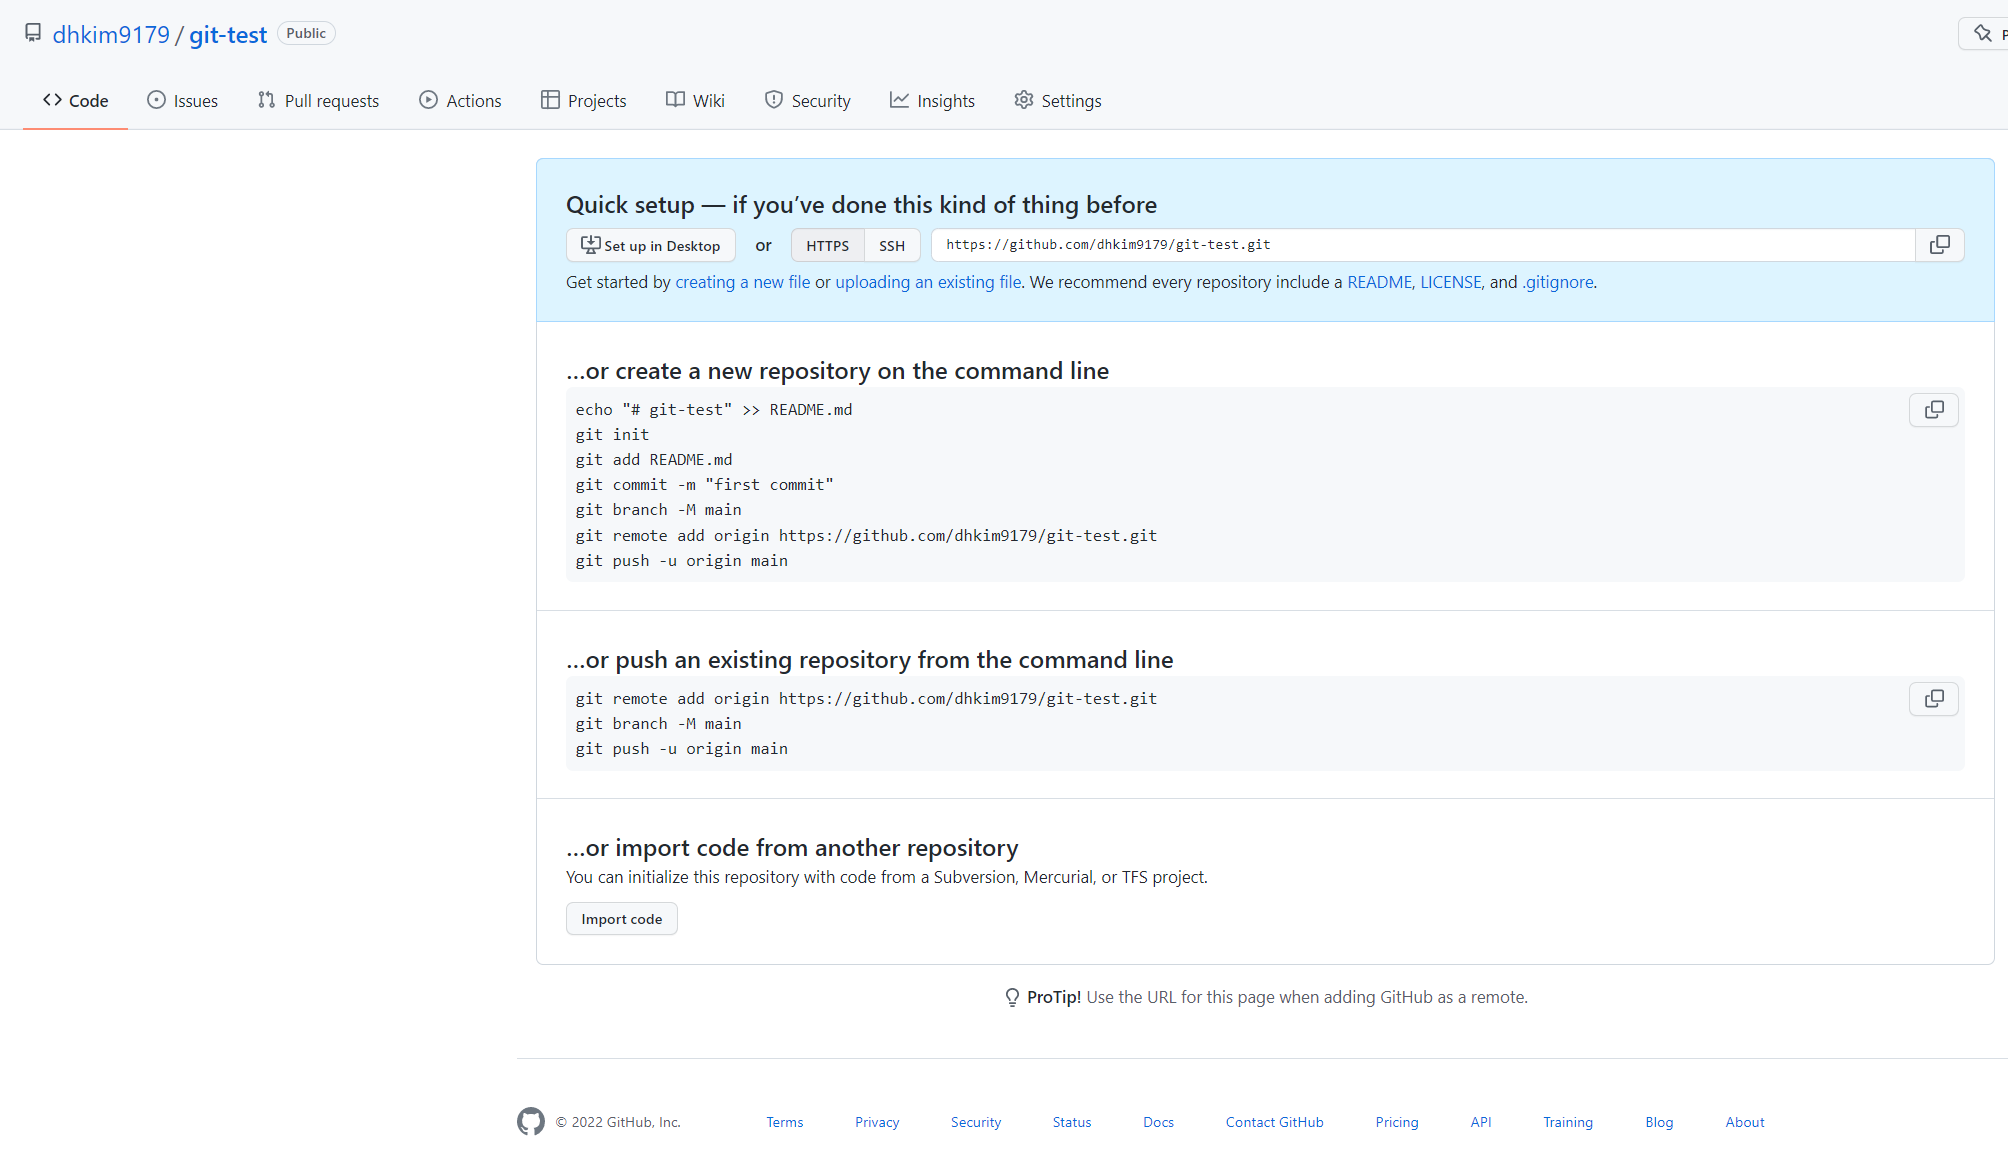 dhkim9179 / git-test Public
Code Issues Pull requests Actions Projects Wiki Security Insights Settings
Quick setup — if you’ve done this kind of thing before
Set up in Desktop or HTTPS SSH https://github.com/dhkim9179/git-test.git
Get started by creating a new file or uploading an existing file. We recommend every repository include a README, LICENSE, and .gitignore.
…or create a new repository on the command line
echo "# git-test" >> README.md
git init
git add README.md
git commit -m "first commit"
git branch -M main
git remote add origin https://github.com/dhkim9179/git-test.git
git push -u origin main
…or push an existing repository from the command line
git remote add origin https://github.com/dhkim9179/git-test.git
git branch -M main
git push -u origin main
…or import code from another repository
You can initialize this repository with code from a Subversion, Mercurial, or TFS project.
Import code
ProTip! Use the URL for this page when adding GitHub as a remote.
© 2022 GitHub, Inc. Terms Privacy Security Status Docs Contact GitHub Pricing API Training Blog About